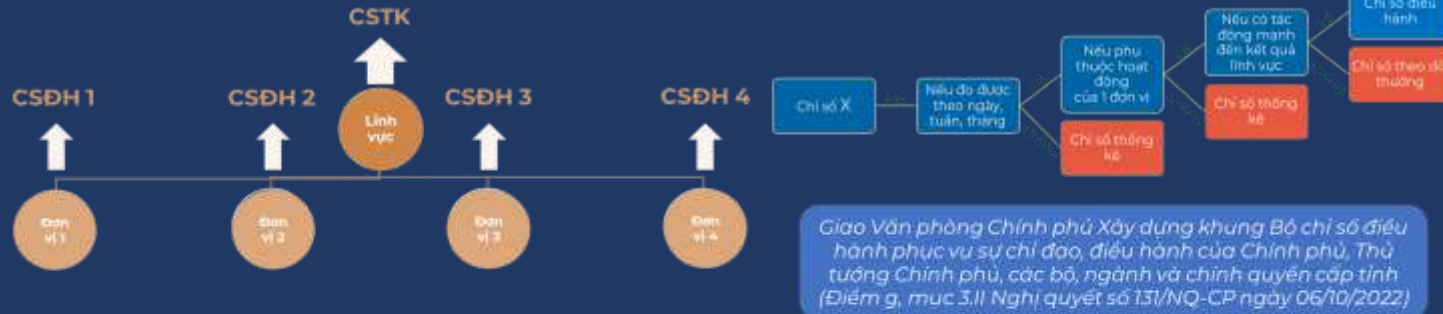 CSTK
CSĐH 1
CSĐH 2
CSĐH 3
CSĐH 4
Lĩnh
vực
Đơn
vị 1
Đơn
vị 2
Đơn
vị 3
Đơn
vị 4
Chỉ số X
Nếu đo được
theo ngày,
tuần, tháng
Nếu phụ
thuộc hoạt
động
của 1 đơn vị
Chỉ số thống
kê
Nếu có tác
động mạnh
đến kết quả
lĩnh vực
Chỉ số thống
kê
Chỉ số điều
hành
Chỉ số theo dõi
thường
Giao Văn phòng Chính phủ Xây dựng khung Bộ chỉ số điều
hành phục vụ sự chỉ đạo, điều hành của Chính phủ, Thủ
tướng Chính phủ, các bộ, ngành và chính quyền cấp tỉnh
(Điểm g, mục 3.II Nghị quyết số 131/NQ-CP ngày 06/10/2022)